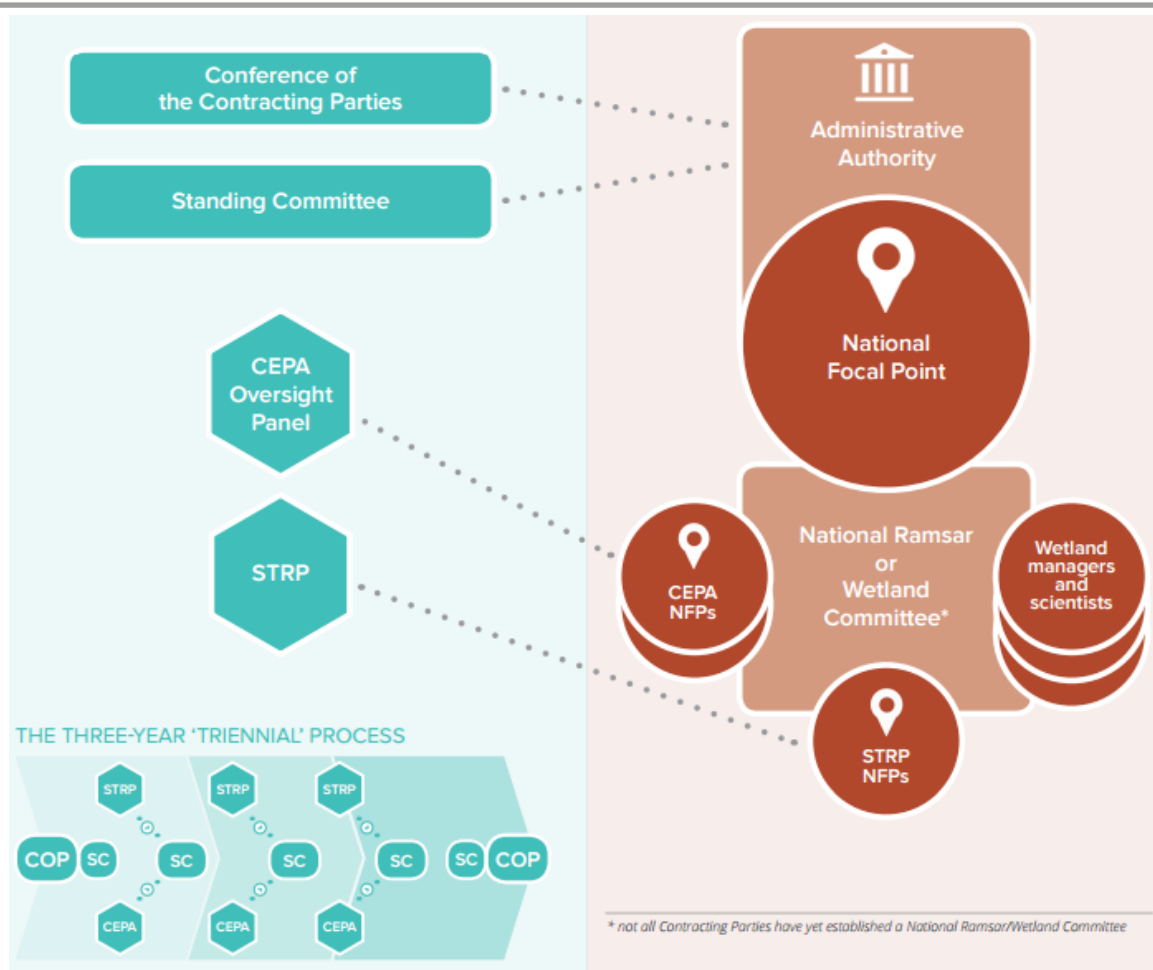 Conference of
the Contracting Parties
Standing Committee
CEPA
Oversight
Panel
STRP
Administrative
Authority
National
Focal Point
National Ramsar
or
Wetland
Committee*
CEPA
NFPs
Wetland
managers
and
scientists
STRP
NFPs
THE THREE-YEAR ‘TRIENNIAL’ PROCESS
STRP
STRP
STRP
COP
SC
SC
SC
SC
SC
COP
CEPA
CEPA
CEPA
* not all Contracting Parties have yet established a National Ramsar/Wetland Committee